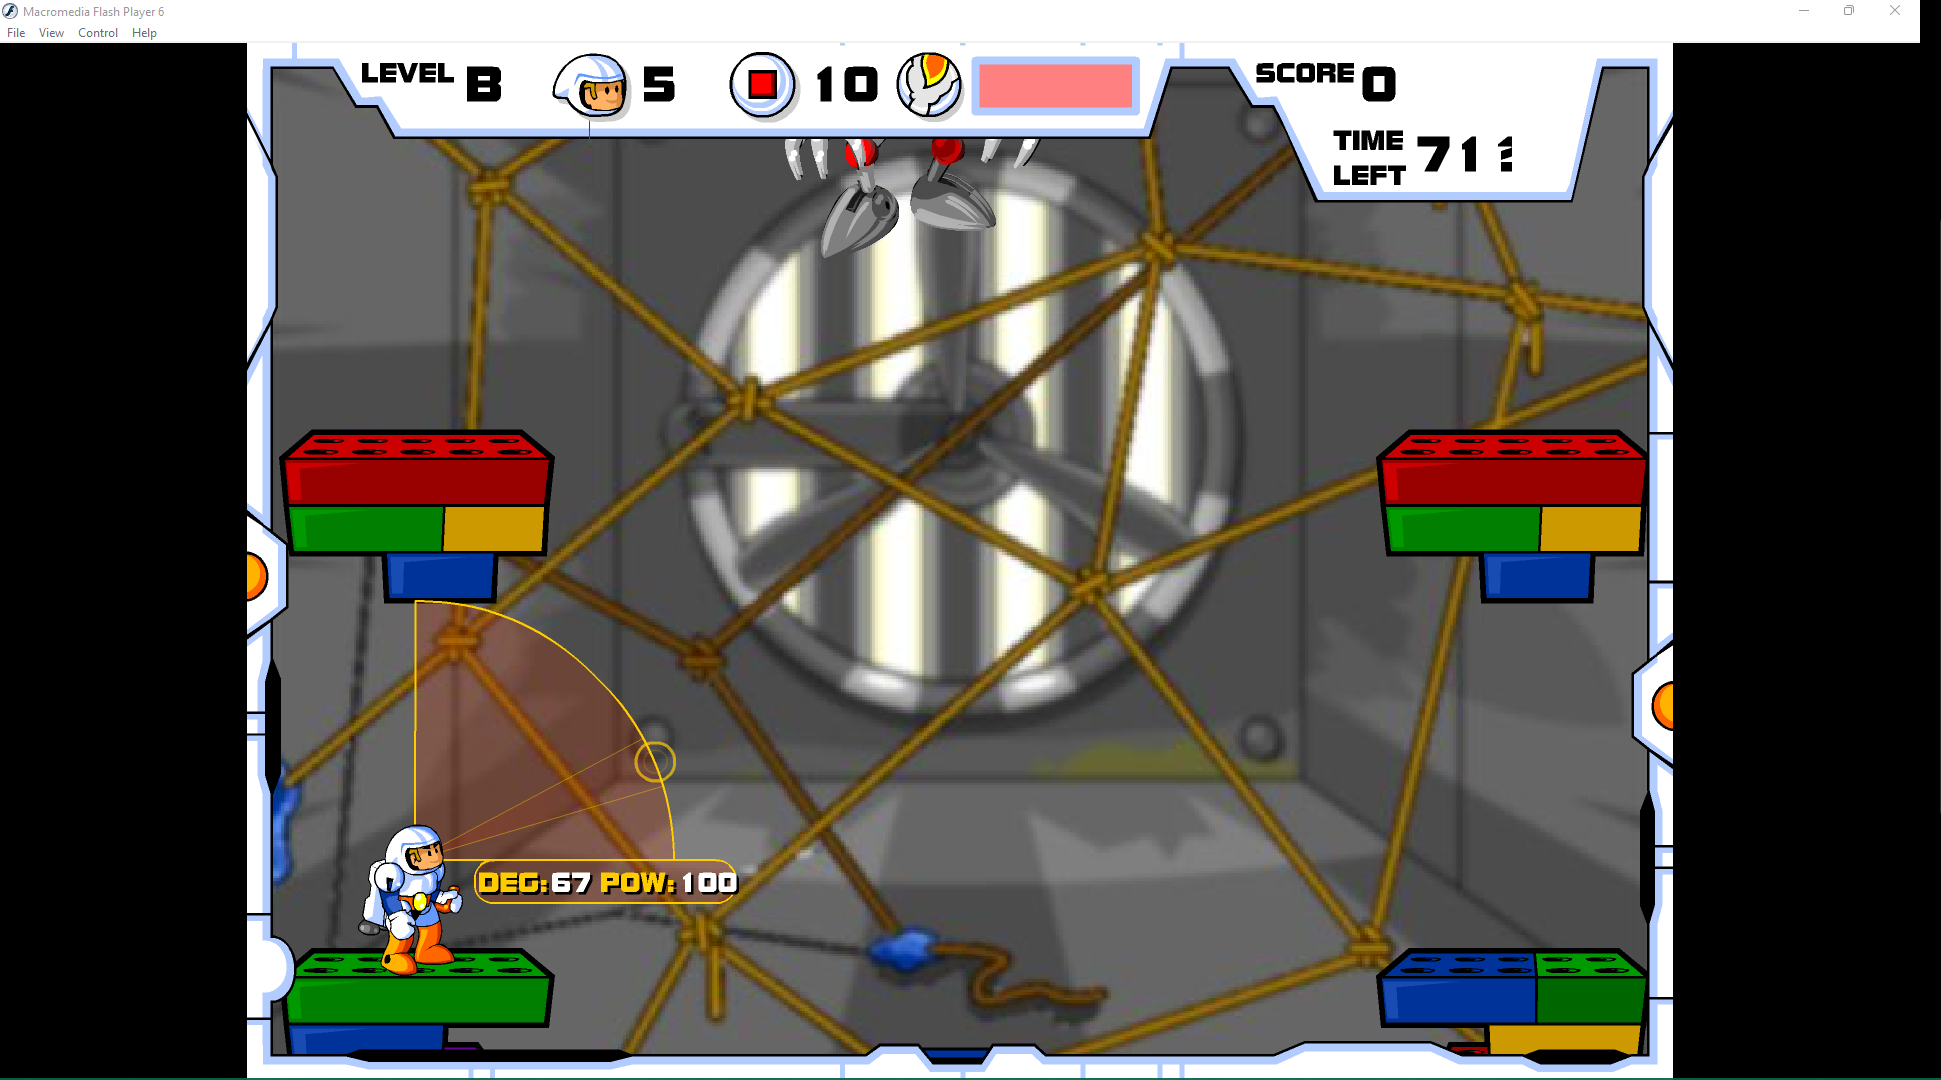 Macromedia Flash Player 6
File View Control Help
LEVEL B 5 10
SCORE 0
TIME LEFT 71
DEG:67 POW:100